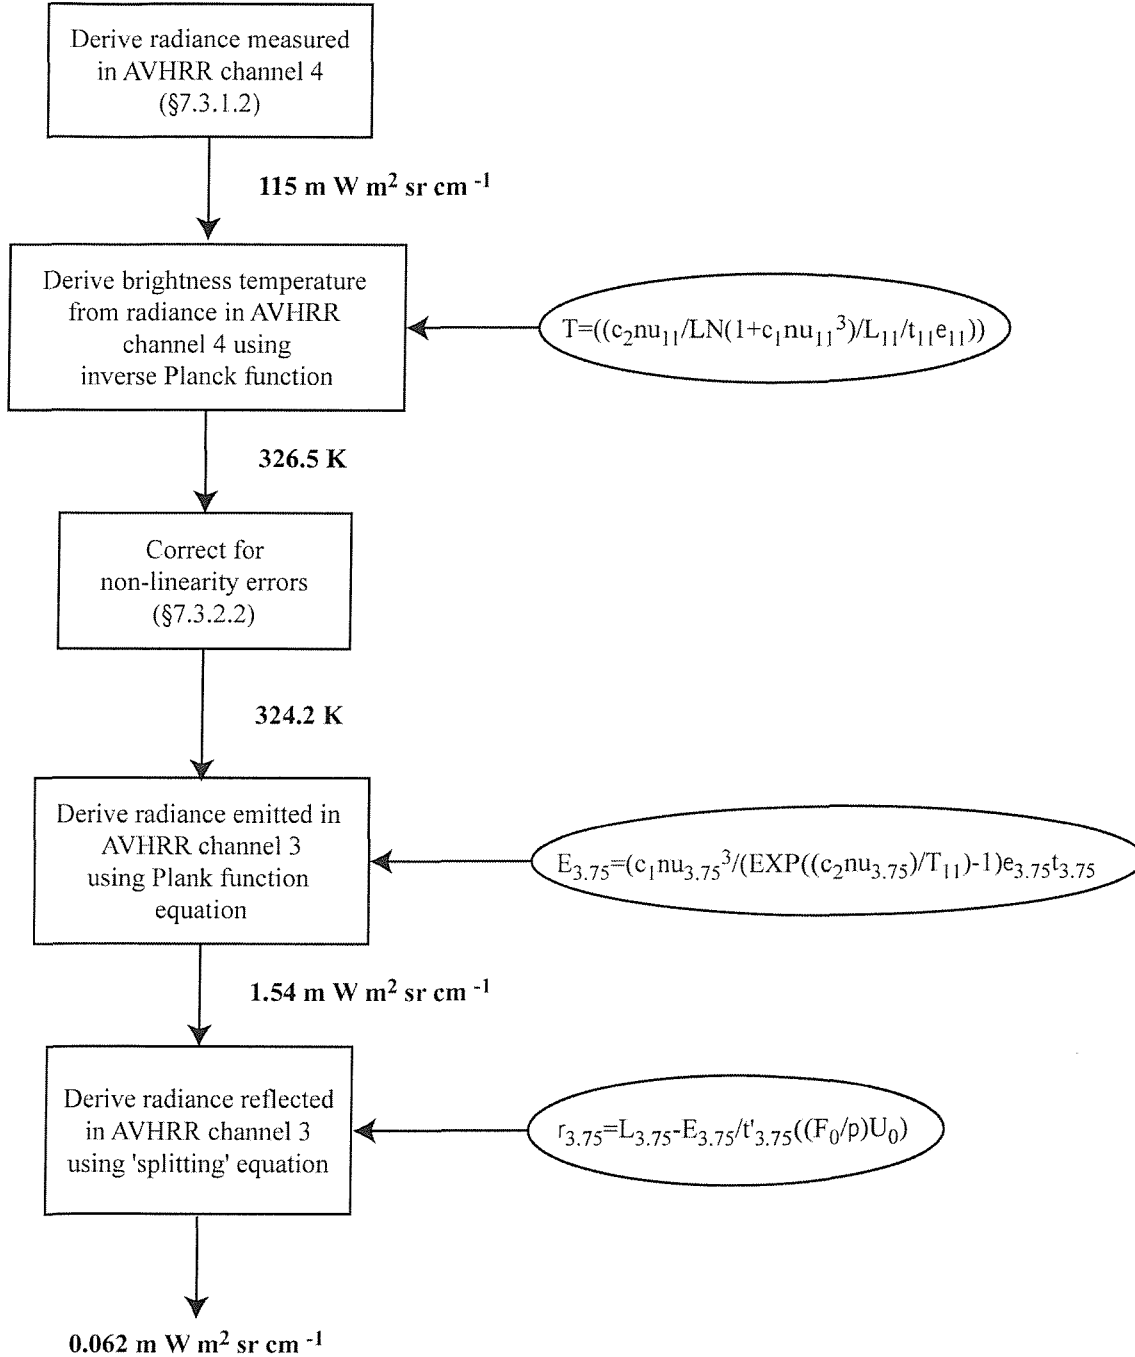 Derive radiance measured
in AVHRR channel 4
(§7.3.1.2)
115 m W m² sr cm ⁻¹
Derive brightness temperature
from radiance in AVHRR
channel 4 using
inverse Planck function
T=((c₂nu₁₁/LN(1+c₁nu₁₁³)/L₁₁/t₁₁e₁₁))
326.5 K
Correct for
non-linearity errors
(§7.3.2.2)
324.2 K
Derive radiance emitted in
AVHRR channel 3
using Plank function
equation
E₃.₇₅=(c₁nu₃.₇₅³/(EXP((c₂nu₃.₇₅)/T₁₁)-1)e₃.₇₅t₃.₇₅
1.54 m W m² sr cm ⁻¹
Derive radiance reflected
in AVHRR channel 3
using 'splitting' equation
r₃.₇₅=L₃.₇₅-E₃.₇₅/t'₃.₇₅((F₀/p)U₀)
0.062 m W m² sr cm ⁻¹